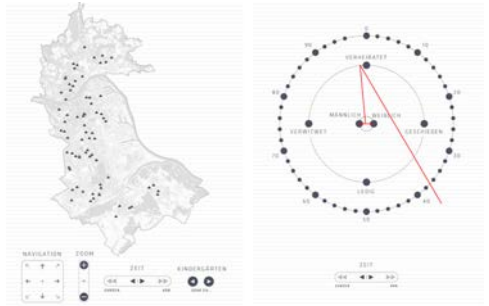 NAVIGATION
ZOOM
ZEIT
KINDERGÄRTEN
0
VERHEIRATET
MÄNNLICH
WEIBLICH
VERWITWET
GESCHIEDEN
LEDIG
90
10
80
20
70
30
60
40
50
ZEIT